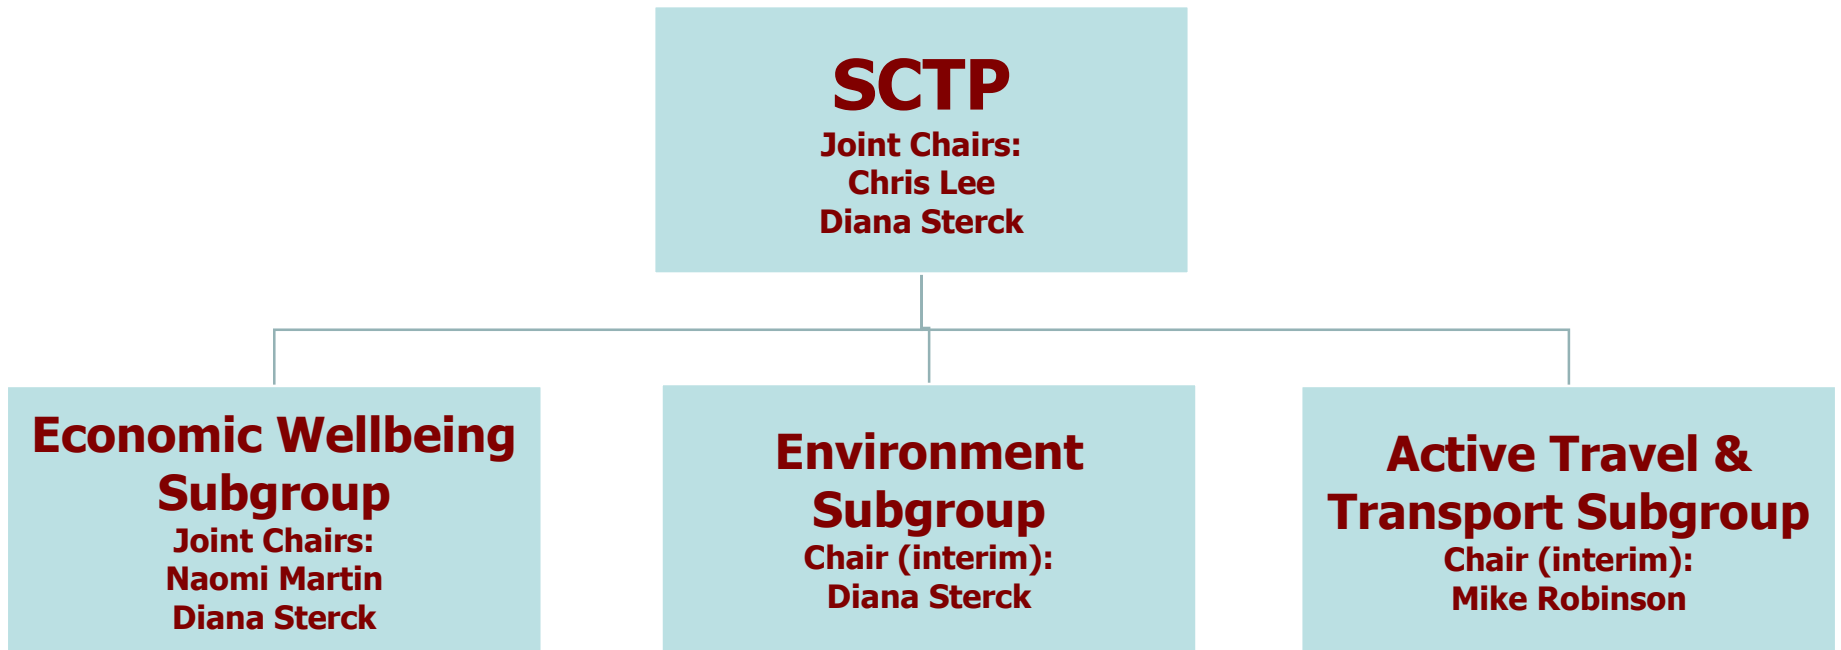 SCTP
Joint Chairs:
Chris Lee
Diana Sterck
Economic Wellbeing
Subgroup
Joint Chairs:
Naomi Martin
Diana Sterck
Environment
Subgroup
Chair (interim):
Diana Sterck
Active Travel &
Transport Subgroup
Chair (interim):
Mike Robinson